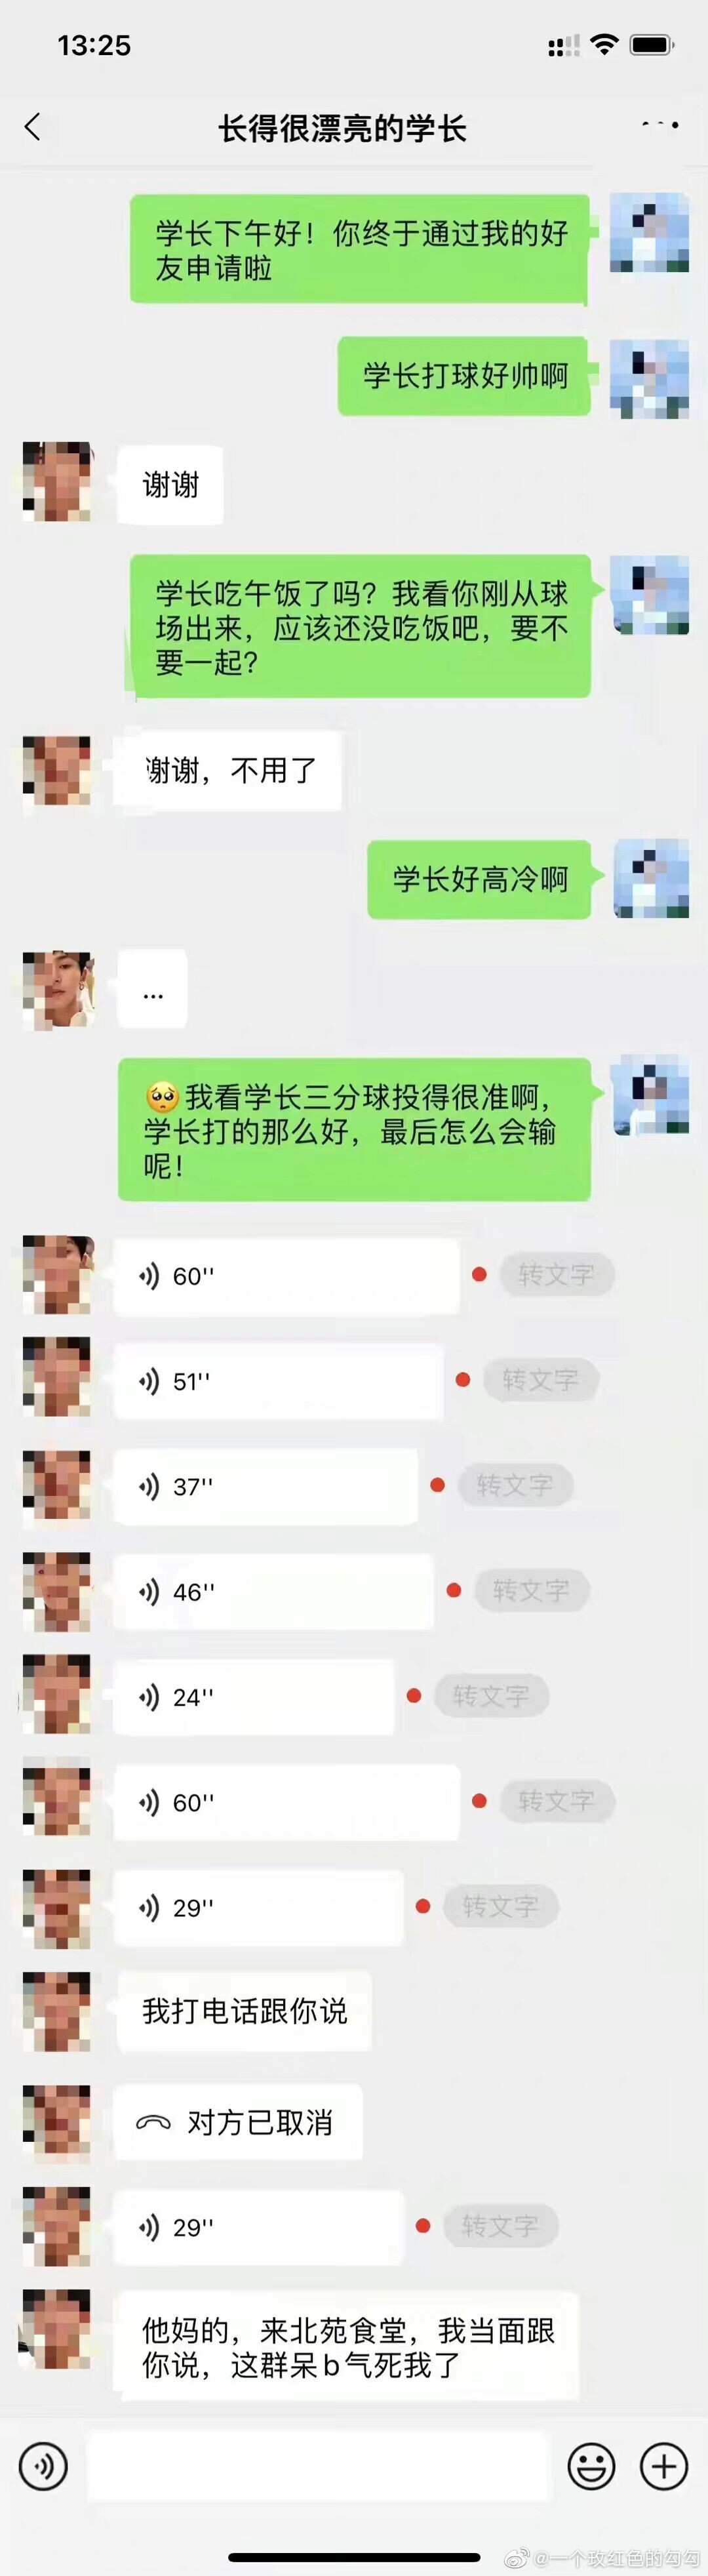 13:25
长得很漂亮的学长
学长下午好！你终于通过我的好
友申请啦
学长打球好帅啊
谢谢
学长吃午饭了吗？我看你刚从球
场出来，应该还没吃饭吧，要不
要一起？
谢谢，不用了
学长好高冷啊
...
🥺我看学长三分球投得很准啊，
学长打的那么好，最后怎么会输
呢！
60'' 转文字
51'' 转文字
37'' 转文字
46'' 转文字
24'' 转文字
60'' 转文字
29'' 转文字
我打电话跟你说
对方已取消
29'' 转文字
他妈的，来北苑食堂，我当面跟
你说，这群呆b气死我了
@一个玫红色的勾勾